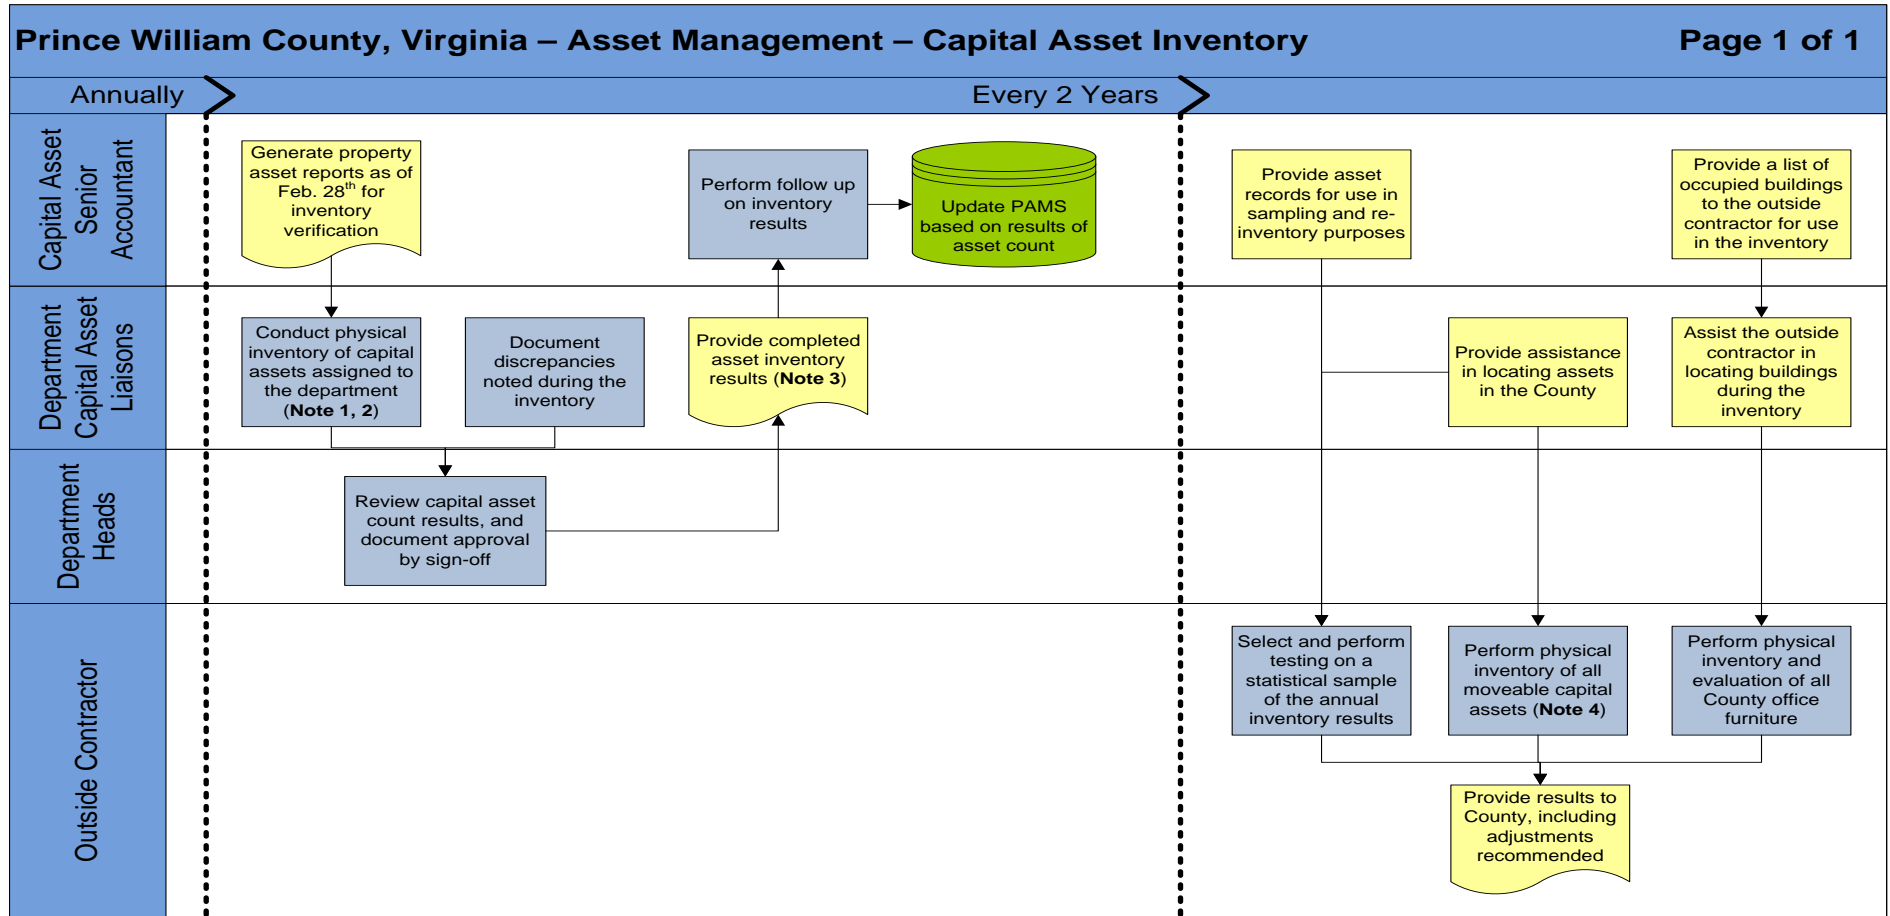 Prince William County, Virginia – Asset Management – Capital Asset Inventory
Page 1 of 1
Annually
Every 2 Years
Capital Asset
Senior
Accountant
Generate property
asset reports as of
Feb. 28th for
inventory
verification
Perform follow up
on inventory
results
Update PAMS
based on results of
asset count
Provide asset
records for use in
sampling and re-
inventory purposes
Provide a list of
occupied buildings
to the outside
contractor for use
in the inventory
Department
Capital Asset
Liaisons
Conduct physical
inventory of capital
assets assigned to
the department
(Note 1, 2)
Document
discrepancies
noted during the
inventory
Provide completed
asset inventory
results (Note 3)
Provide assistance
in locating assets
in the County
Assist the outside
contractor in
locating buildings
during the
inventory
Department
Heads
Review capital asset
count results, and
document approval
by sign-off
Outside Contractor
Select and perform
testing on a
statistical sample
of the annual
inventory results
Perform physical
inventory of all
moveable capital
assets (Note 4)
Perform physical
inventory and
evaluation of all
County office
furniture
Provide results to
County, including
adjustments
recommended